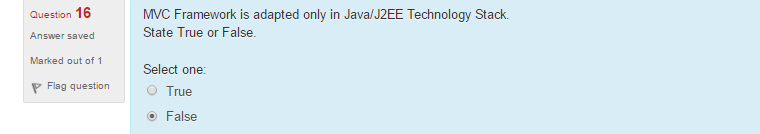 Question 16
Answer saved
Marked out of 1
Flag question
MVC Framework is adapted only in Java/J2EE Technology Stack.
State True or False.
Select one:
True
False